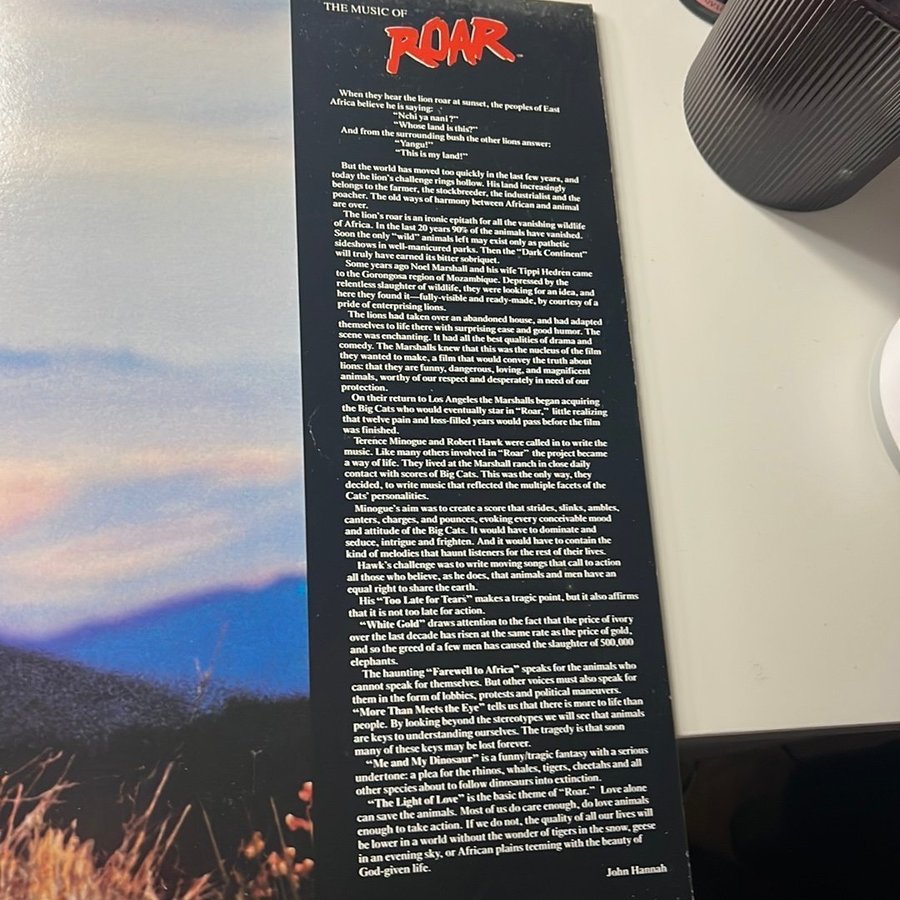 THE MUSIC OF
ROAR
When they hear the lion roar at sunset, the peoples of East
Africa believe he is saying:
"Nchi ya nani?"
"Whose land is this?"
And from the surrounding bush the other lions answer:
"Yangu!"
"This is my land!"
But the world has moved too quickly in the last few years, and
today the lion's challenge rings hollow. His land increasingly
belongs to the farmer, the stockbreeder, the industrialist and the
poacher. The old ways of harmony between African and animal
are over.
The lion's roar is an ironic epitath for all the vanishing wildlife
of Africa. In the last 20 years 90% of the animals have vanished.
Soon the only "wild" animals left may exist only as pathetic
sideshows in well-manicured parks. Then the "Dark Continent"
will truly have earned its bitter sobriquet.
Some years ago Noel Marshall and his wife Tippi Hedren came
to the Gorongosa region of Mozambique. Depressed by the
relentless slaughter of wildlife, they were looking for an idea, and
here they found it—fully-visible and ready-made, by courtesy of a
pride of enterprising lions.
The lions had taken over an abandoned house, and had adapted
themselves to life there with surprising ease and good humor. The
scene was enchanting. It had all the best qualities of drama and
comedy. The Marshalls knew that this was the nucleus of the film
they wanted to make, a film that would convey the truth about
lions: that they are funny, dangerous, loving, and magnificent
animals, worthy of our respect and desperately in need of our
protection.
On their return to Los Angeles the Marshalls began acquiring
the Big Cats who would eventually star in "Roar," little realizing
that twelve pain and loss-filled years would pass before the film
was finished.
Terence Minogue and Robert Hawk were called in to write the
music. Like many others involved in "Roar" the project became
a way of life. They lived at the Marshall ranch in close daily
contact with scores of Big Cats. This was the only way, they
decided, to write music that reflected the multiple facets of the
Cats' personalities.
Minogue's aim was to create a score that strides, slinks, ambles,
canters, charges, and pounces, evoking every conceivable mood
and attitude of the Big Cats. It would have to dominate and
seduce, intrigue and frighten. And it would have to contain the
kind of melodies that haunt listeners for the rest of their lives.
Hawk's challenge was to write moving songs that call to action
all those who believe, as he does, that animals and men have an
equal right to share the earth.
His "Too Late for Tears" makes a tragic point, but it also affirms
that it is not too late for action.
"White Gold" draws attention to the fact that the price of ivory
over the last decade has risen at the same rate as the price of gold,
and so the greed of a few men has caused the slaughter of 500,000
elephants.
The haunting "Farewell to Africa" speaks for the animals who
cannot speak for themselves. But other voices must also speak for
them in the form of lobbies, protests and political maneuvers.
"More Than Meets the Eye" tells us that there is more to life than
people. By looking beyond the stereotypes we will see that animals
are keys to understanding ourselves. The tragedy is that soon
many of these keys may be lost forever.
"Me and My Dinosaur" is a funny/tragic fantasy with a serious
undertone: a plea for the rhinos, whales, tigers, cheetahs and all
other species about to follow dinosaurs into extinction.
"The Light of Love" is the basic theme of "Roar." Love alone
can save the animals. Most of us do care enough, do love animals
enough to take action. If we do not, the quality of all our lives will
be lower in a world without the wonder of tigers in the snow, geese
in an evening sky, or African plains teeming with the beauty of
God-given life.
John Hannah